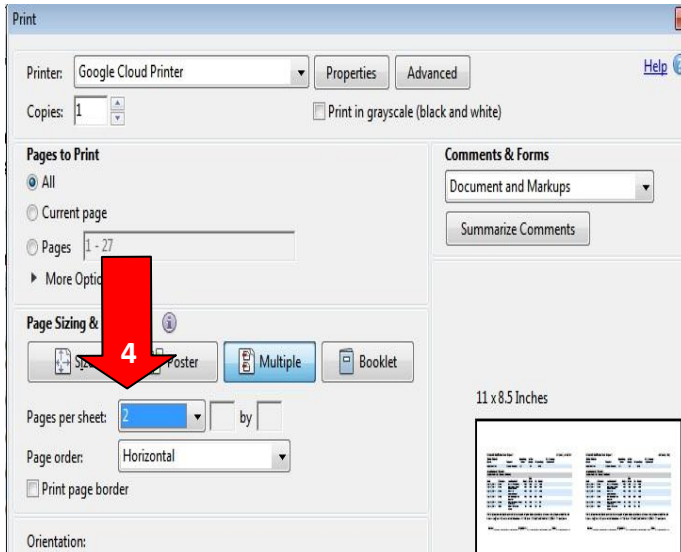 Print
Printer: Google Cloud Printer Properties Advanced Help
Copies: 1 Print in grayscale (black and white)
Pages to Print
All
Current page
Pages 1 - 27
More Optio
Comments & Forms
Document and Markups
Summarize Comments
Page Sizing &
4
Poster Multiple Booklet
Pages per sheet: 2 by
Page order: Horizontal
Print page border
Orientation:
11 x 8.5 Inches